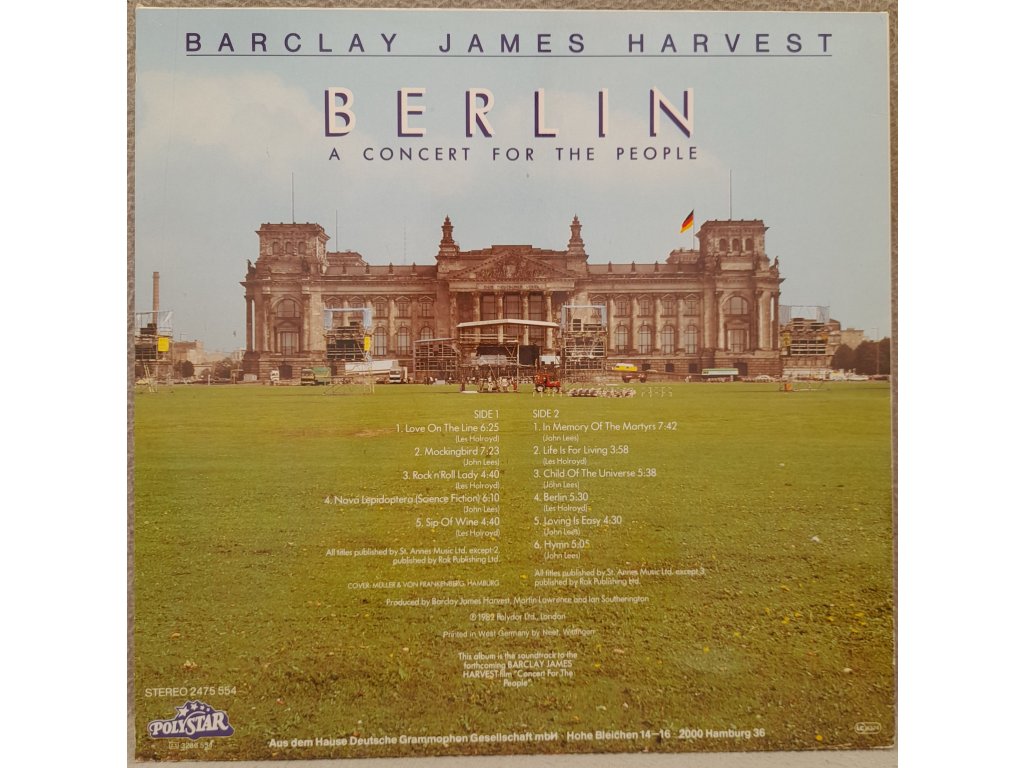 BARCLAY JAMES HARVEST
BERLIN
A CONCERT FOR THE PEOPLE
SIDE 1
1. Love On The Line 6:25
(Les Holroyd)
2. Mockingbird 7:23
(John Lees)
3. Rock'n'Roll Lady 4:40
(Les Holroyd)
4. Nova Lepidoptera (Science Fiction) 6:10
(John Lees)
5. Sip Of Wine 4:40
(Les Holroyd)
All titles published by St. Annes Music Ltd. except 2,
published by Rak Publishing Ltd.
COVER: MÜLLER & VON FRANKENBERG, HAMBURG
SIDE 2
1. In Memory Of The Martyrs 7:42
(John Lees)
2. Life Is For Living 3:58
(Les Holroyd)
3. Child Of The Universe 5:38
(John Lees)
4. Berlin 5:30
(Les Holroyd)
5. Loving Is Easy 4:30
(John Lees)
6. Hymn 5:05
(John Lees)
All titles published by St. Annes Music Ltd. except 3
published by Rak Publishing Ltd.
Produced by Barclay James Harvest, Martin Lawrence and Ian Southerington
℗ 1982 Polydor Ltd., London
Printed in West Germany by Neef, Wittingen
This album is the soundtrack to the
forthcoming BARCLAY JAMES
HARVEST-film "Concert For The
People".
STEREO 2475 554
POLYSTAR
Aus dem Hause Deutsche Grammophon Gesellschaft mbH · Hohe Bleichen 14–16 · 2000 Hamburg 36